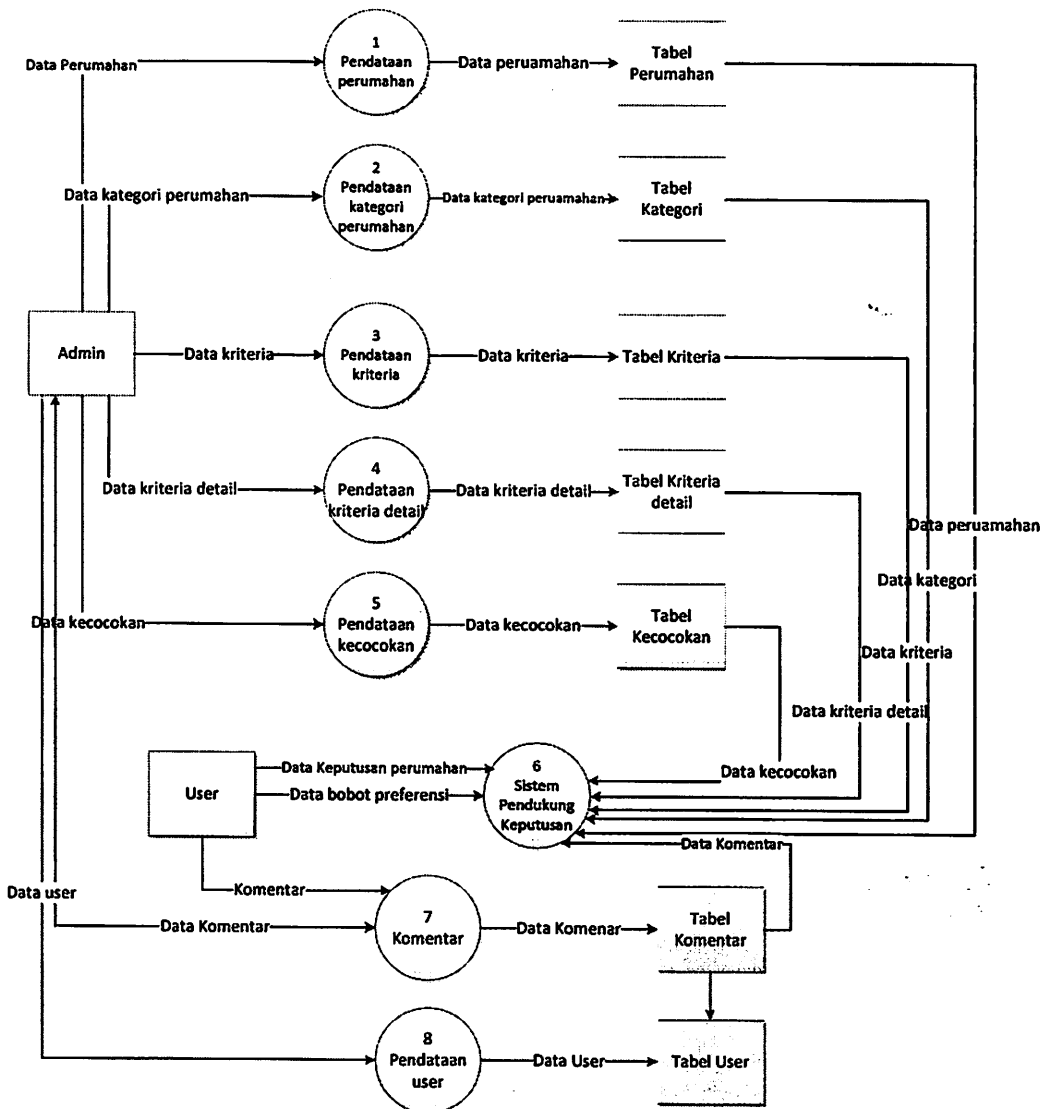 1
Pendataan
perumahan
Data Perumahan
Data peruamahan
Tabel
Perumahan
2
Pendataan
kategori
perumahan
Data kategori perumahan
Data kategori peruamahan
Tabel
Kategori
Admin
Data kriteria
3
Pendataan
kriteria
Data kriteria
Tabel Kriteria
Data kriteria detail
4
Pendataan
kriteria detail
Data kriteria detail
Tabel Kriteria
detail
Data peruamahan
Data kategori
Data kecocokan
5
Pendataan
kecocokan
Data kecocokan
Tabel
Kecocokan
Data kriteria
Data kriteria detail
Data kecocokan
User
Data Keputusan perumahan
Data bobot preferensi
6
Sistem
Pendukung
Keputusan
Data Komentar
Data user
Komentar
Data Komentar
7
Komentar
Data Komenar
Tabel
Komentar
8
Pendataan
user
Data User
Tabel User